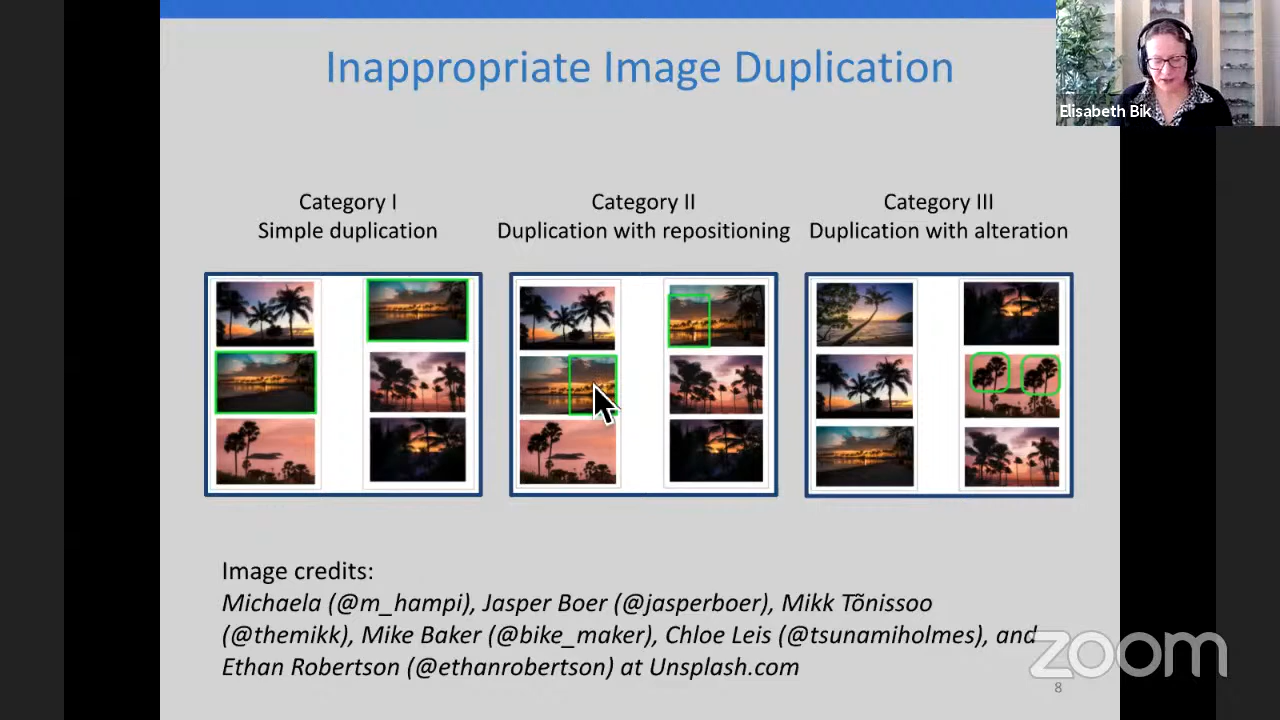 Inappropriate Image Duplication
Elisabeth Bik
Category I
Simple duplication
Category II
Duplication with repositioning
Category III
Duplication with alteration
Image credits:
Michaela (@m_hampi), Jasper Boer (@jasperboer), Mikk Tõnissoo
(@themikk), Mike Baker (@bike_maker), Chloe Leis (@tsunamiholmes), and
Ethan Robertson (@ethanrobertson) at Unsplash.com
zoom
8